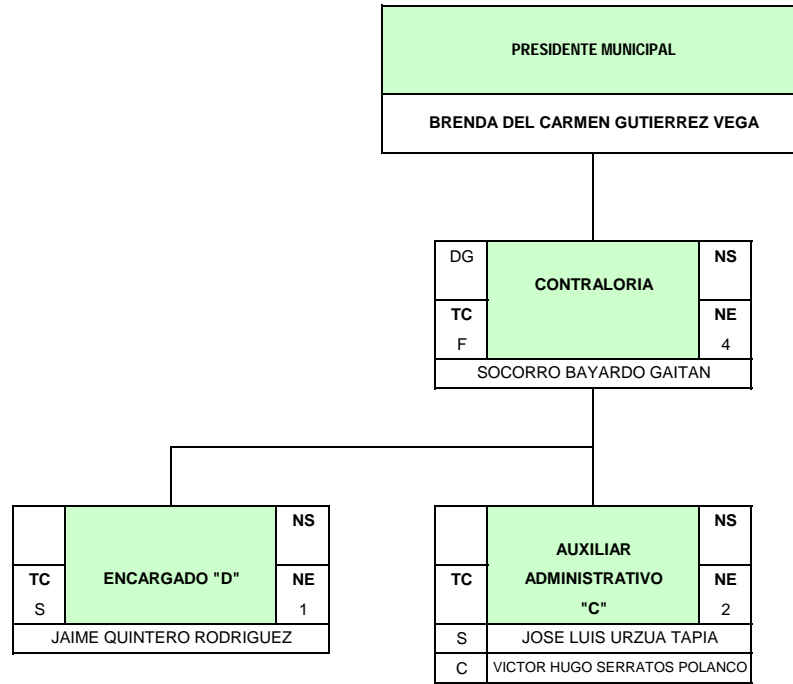 PRESIDENTE MUNICIPAL
BRENDA DEL CARMEN GUTIERREZ VEGA
DG
NS
CONTRALORIA
TC
NE
F
4
SOCORRO BAYARDO GAITAN
NS
TC
ENCARGADO "D"
NE
S
1
JAIME QUINTERO RODRIGUEZ
NS
AUXILIAR
TC
ADMINISTRATIVO
NE
"C"
2
S
JOSE LUIS URZUA TAPIA
C
VICTOR HUGO SERRATOS POLANCO